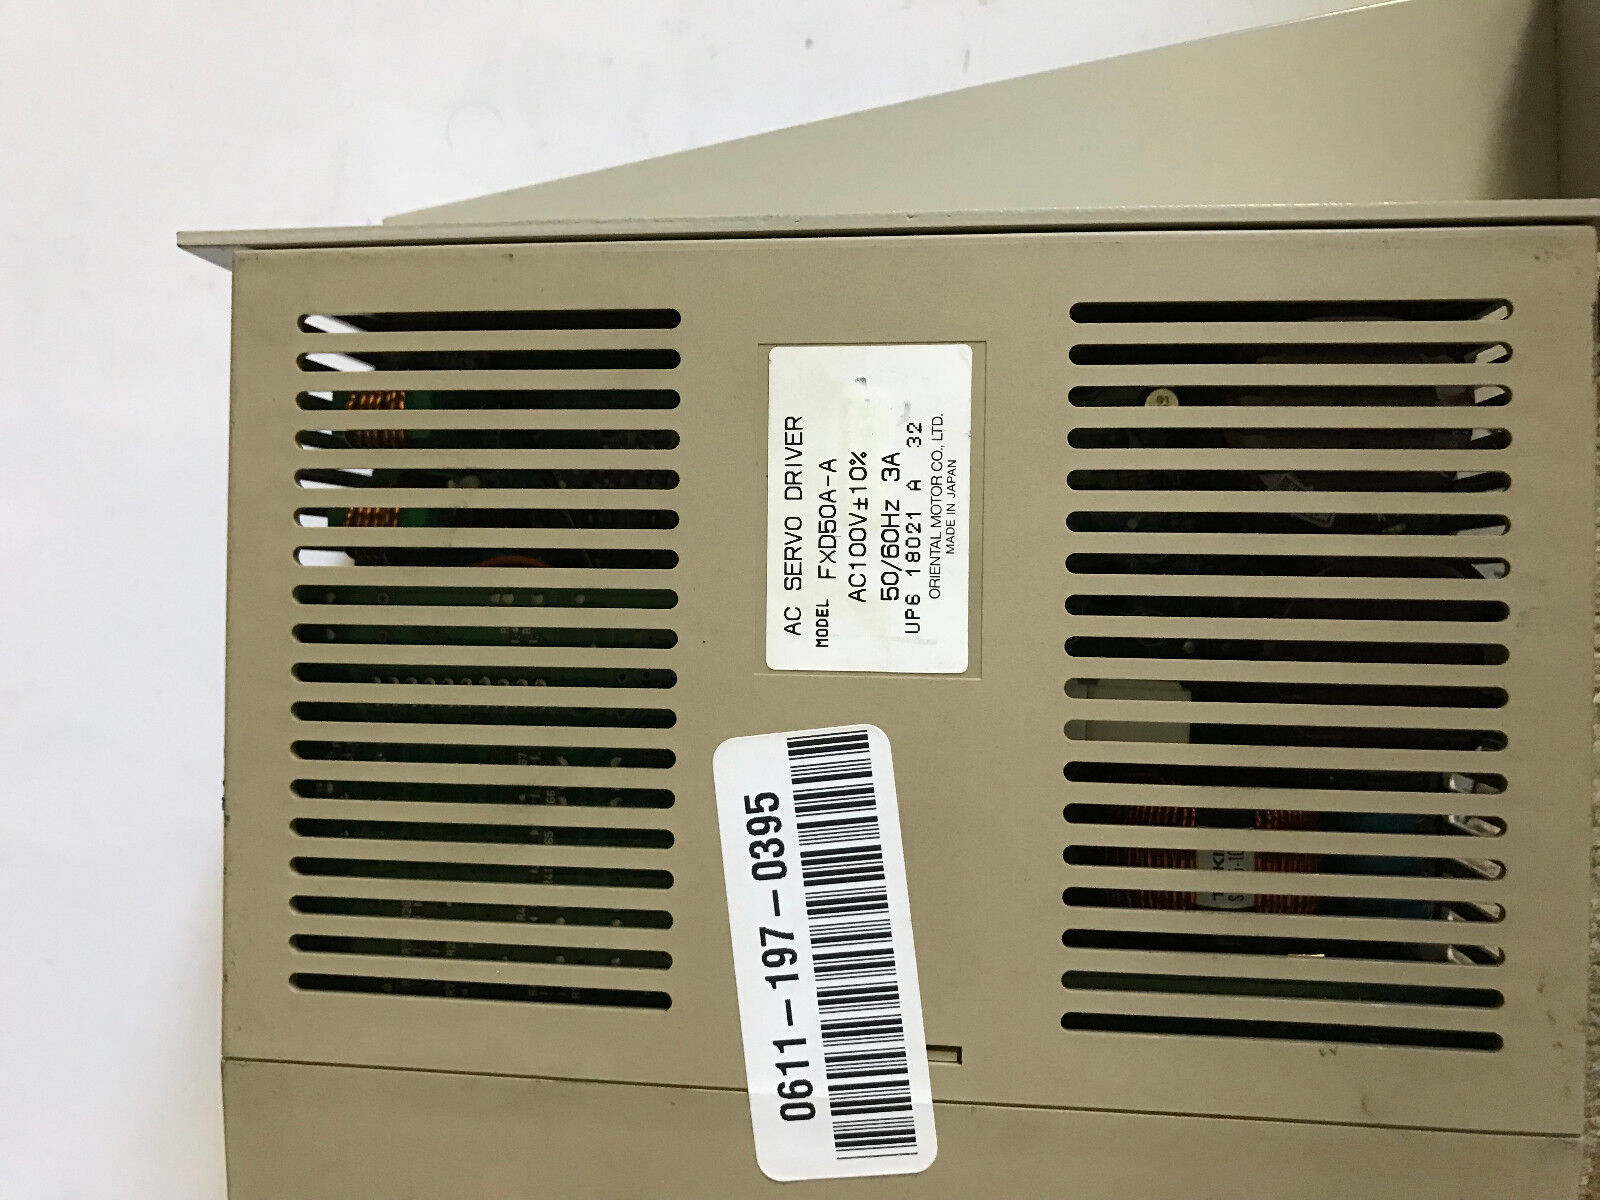 AC SERVO DRIVER
MODEL FXD50A-A
AC100V±10%
50/60Hz 3A
UP6 18021 A 32
ORIENTAL MOTOR CO., LTD.
MADE IN JAPAN
0611-197-0395